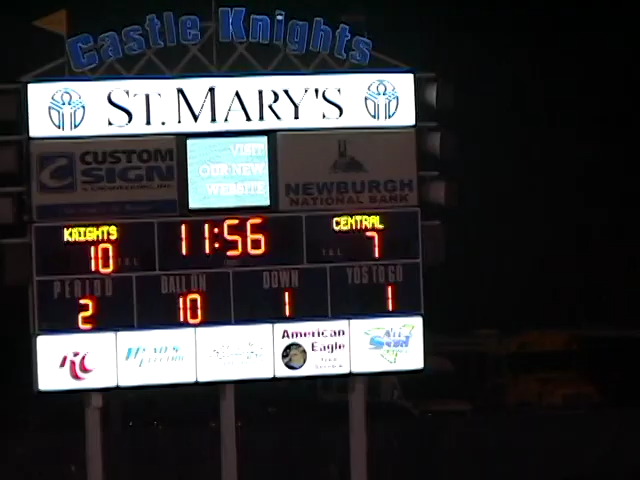 Castle Knights
ST. MARY'S
CUSTOM
SIGN
VISIT
OUR NEW
WEBSITE
NEWBURGH
NATIONAL BANK
KNIGHTS
10
11:56
CENTRAL
7
PERIOD
2
BALL ON
10
DOWN
1
YDS TO GO
1
American
Eagle